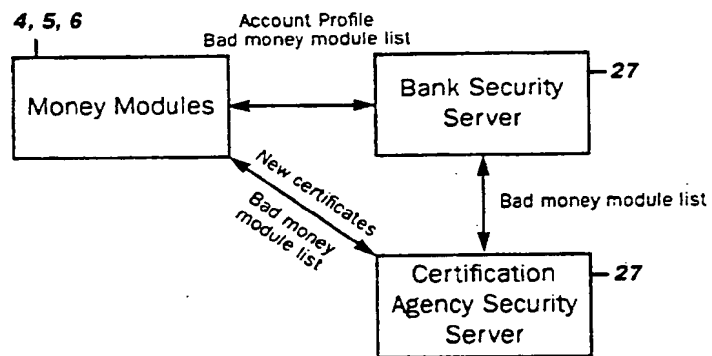 4, 5, 6
Account Profile
Bad money module list
Money Modules
Bank Security
Server
27
New certificates
Bad money
module list
Bad money module list
Certification
Agency Security
Server
27